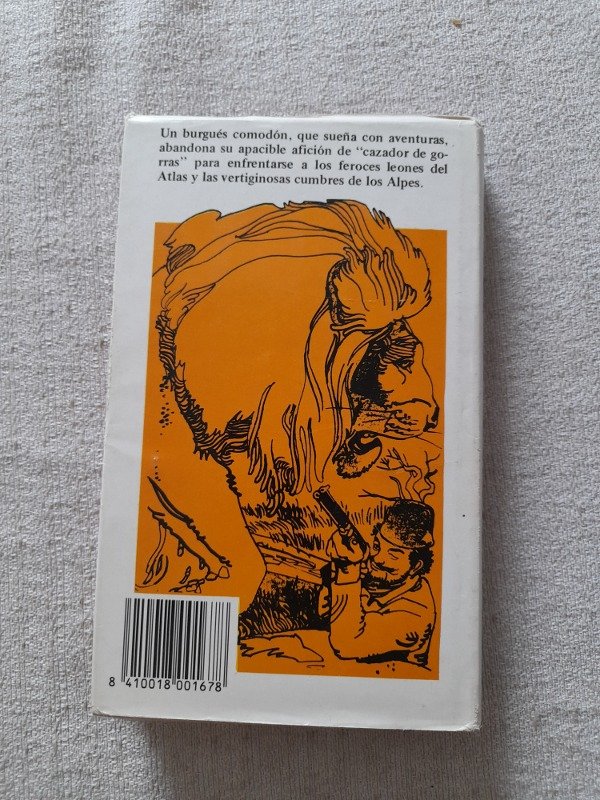 Un burgués comodón, que sueña con aventuras,
abandona su apacible afición de "cazador de go-
rras" para enfrentarse a los feroces leones del
Atlas y las vertiginosas cumbres de los Alpes.
8 410018 001678